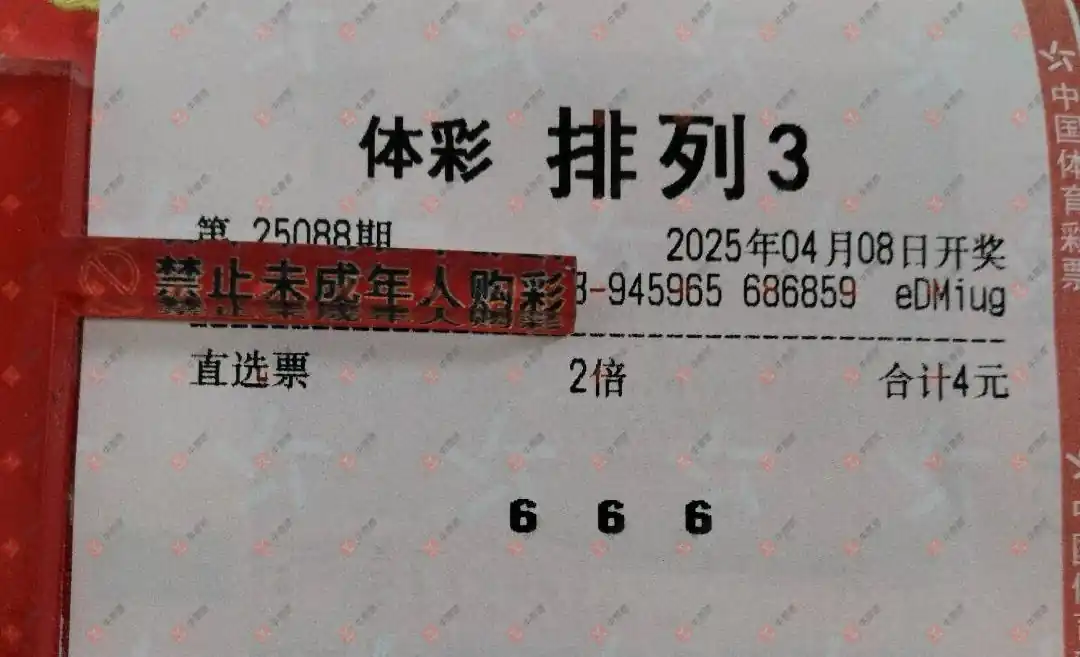 体彩 排列3
第 25088期 2025年04月08日开奖
禁止未成年人购彩 -945965 686859 eDMiug
直选票 2倍 合计4元
6 6 6
中国体育彩票